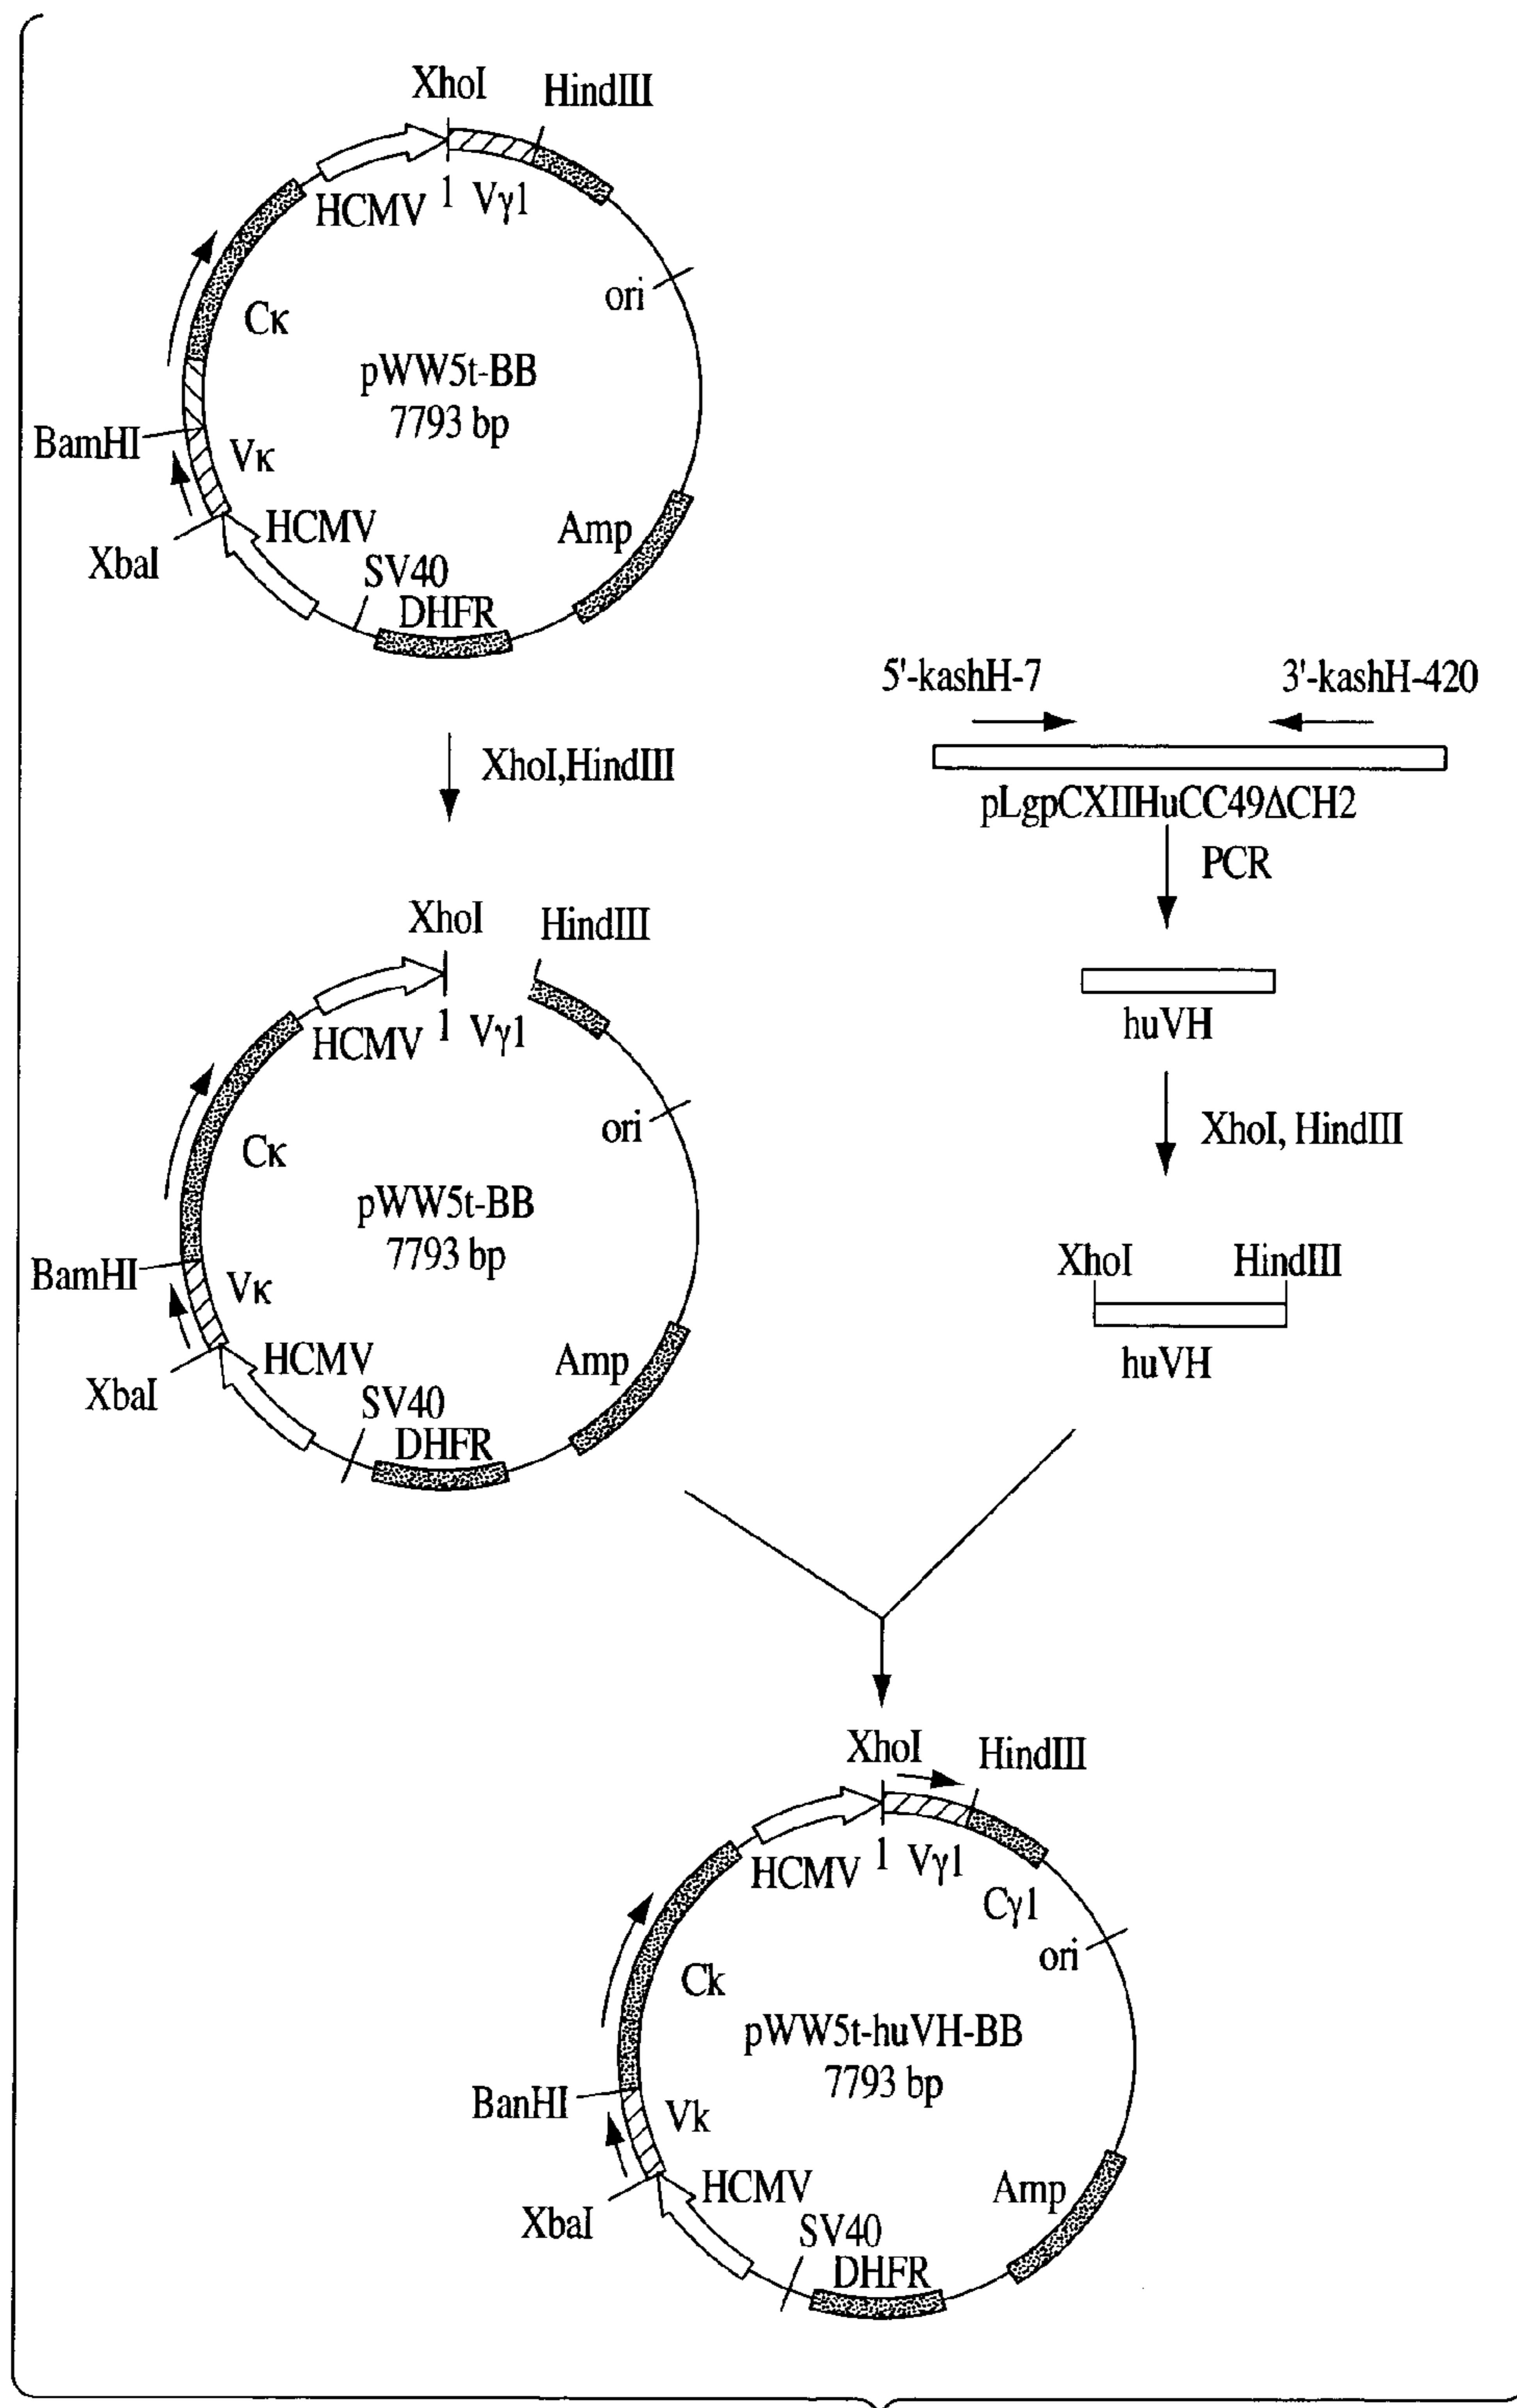 XhoI
HindIII
HCMV
1
Vγ1
ori
Cκ
pWW5t-BB
7793 bp
BamHI
Vκ
HCMV
Amp
XbaI
SV40
DHFR
5'-kashH-7
3'-kashH-420
XhoI,HindIII
pLgpCXIIHuCC49ΔCH2
PCR
huVH
XhoI, HindIII
XhoI
HindIII
huVH
XhoI
HindIII
HCMV
1
Vγ1
ori
Cκ
pWW5t-BB
7793 bp
BamHI
Vκ
HCMV
Amp
XbaI
SV40
DHFR
XhoI
HindIII
HCMV
1
Vγ1
Cγ1
ori
Ck
pWW5t-huVH-BB
7793 bp
BanHI
Vk
HCMV
Amp
XbaI
SV40
DHFR